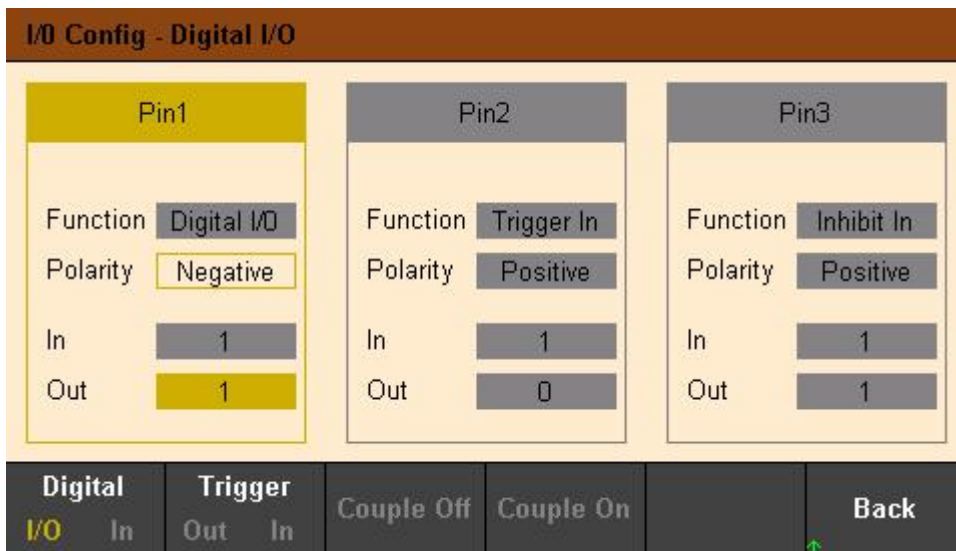 I/O Config - Digital I/O
Pin1
Function Digital I/O
Polarity Negative
In 1
Out 1
Pin2
Function Trigger In
Polarity Positive
In 1
Out 0
Pin3
Function Inhibit In
Polarity Positive
In 1
Out 1
Digital
I/O In
Trigger
Out In
Couple Off
Couple On
Back